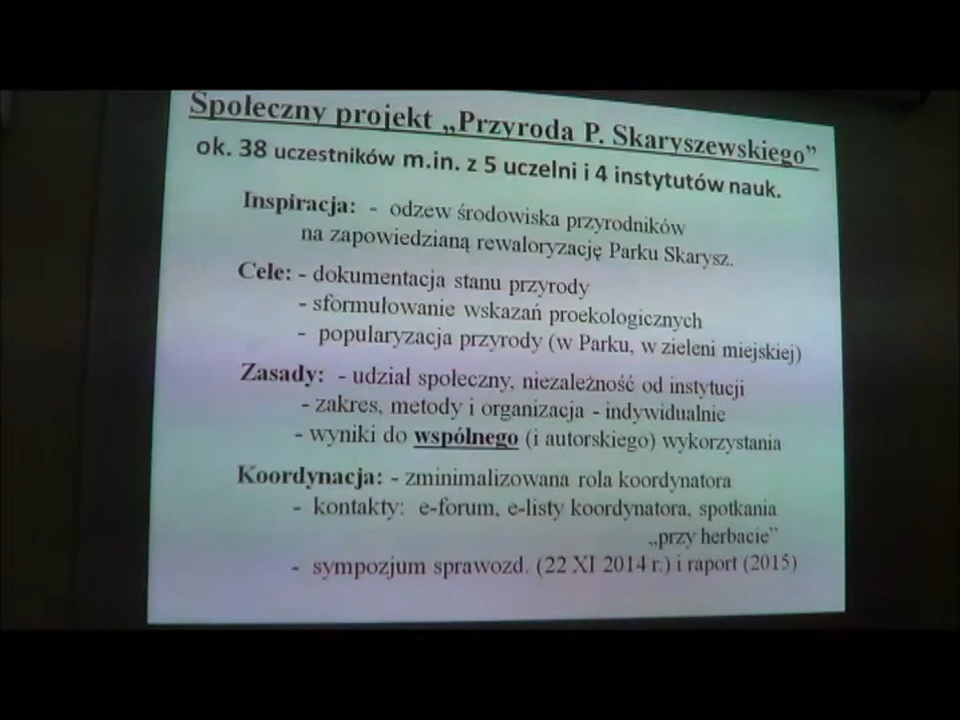 Społeczny projekt „Przyroda P. Skaryszewskiego”
ok. 38 uczestników m.in. z 5 uczelni i 4 instytutów nauk.
Inspiracja: - odzew środowiska przyrodników
na zapowiedzianą rewaloryzację Parku Skarysz.
Cele: - dokumentacja stanu przyrody
- sformułowanie wskazań proekologicznych
- popularyzacja przyrody (w Parku, w zieleni miejskiej)
Zasady: - udział społeczny, niezależność od instytucji
- zakres, metody i organizacja - indywidualnie
- wyniki do wspólnego (i autorskiego) wykorzystania
Koordynacja: - zminimalizowana rola koordynatora
- kontakty: e-forum, e-listy koordynatora, spotkania
„przy herbacie”
- sympozjum sprawozd. (22 XI 2014 r.) i raport (2015)